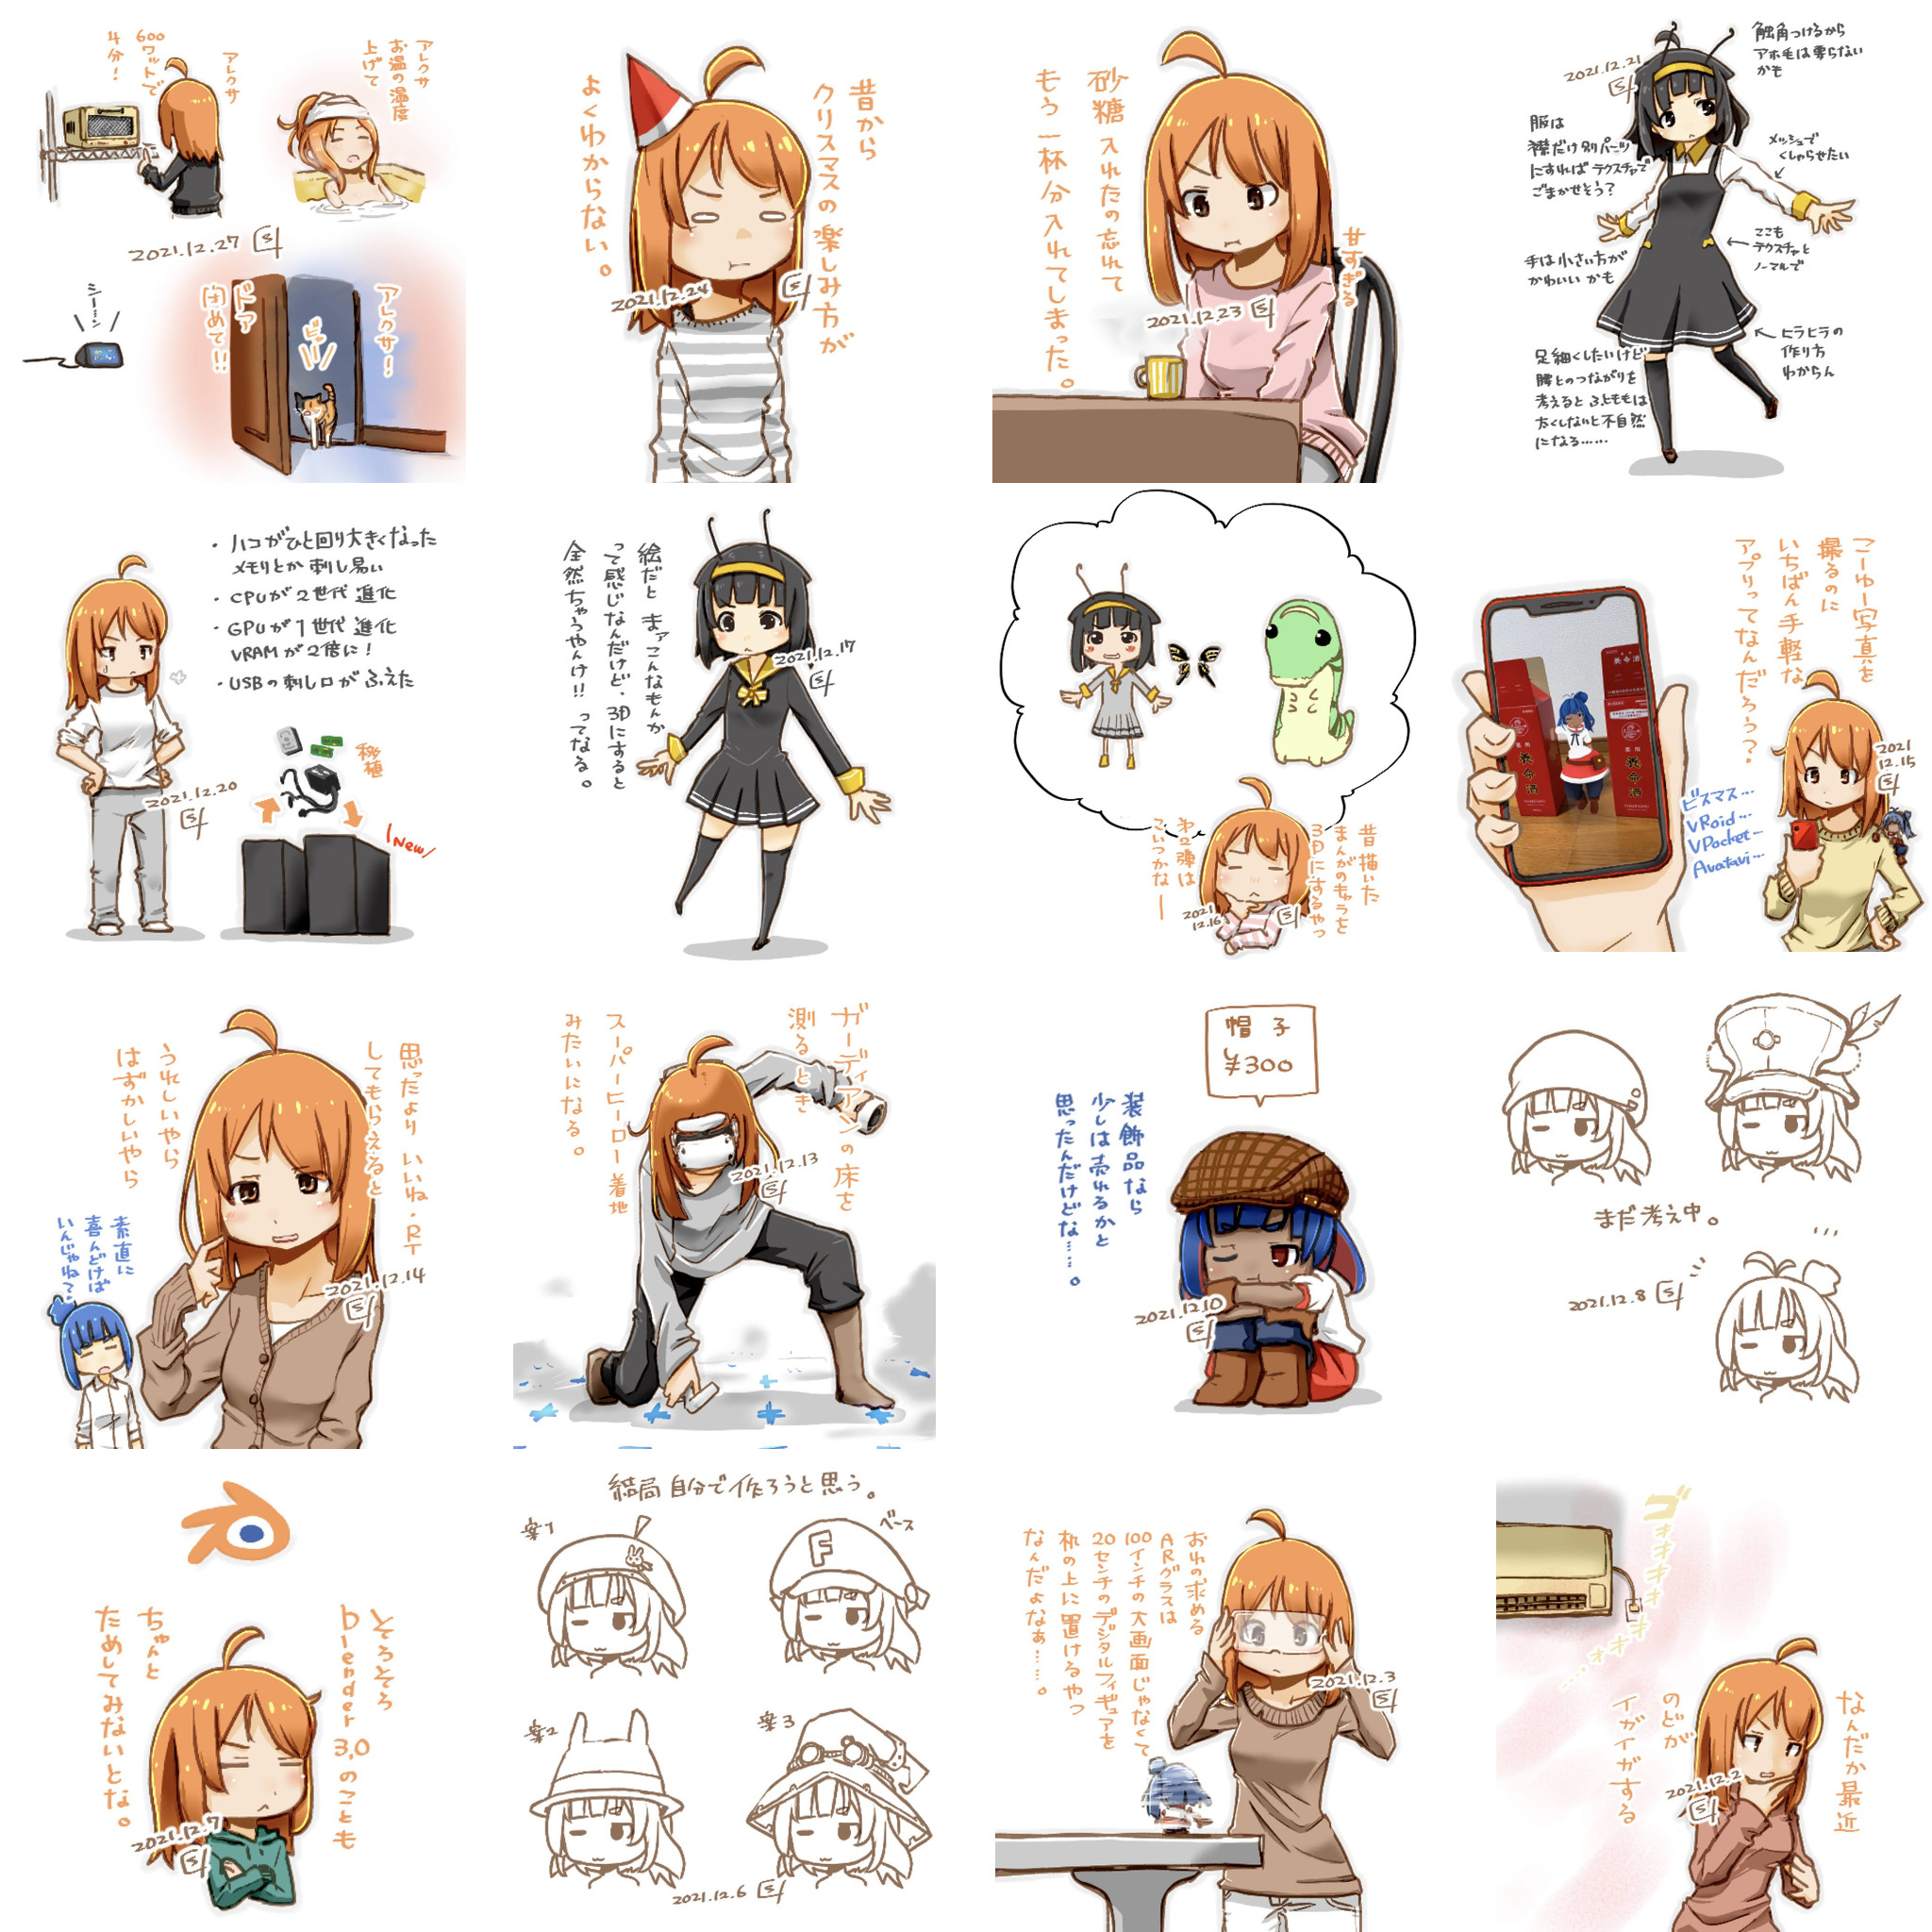 アレクサ
600ワットで
4分!
アレクサ
お湯の温度
上げて
2021.12.27
シーーン
アレクサ!
ドア
閉めて!!
ビャー
昔から
クリスマスの楽しみ方が
よくわからない。
2021.12.24
砂糖入れたの忘れて
もう一杯分入れてしまった。
甘すぎる
2021.12.23
触角つけるから
アホ毛は要らない
かも
2021.12.21
服は
襟だけ別パーツ
にすればテクスチャで
ごまかせそう?
メッシュで
くしゃらせたい
手は小さい方が
かわいいかも
ここも
テクスチャと
ノーマルで
ヒラヒラの
作り方
わからん
足細くしたいけど
腰とのつながりを
考えるとふとももは
太くしないと不自然
になる……
・ハコがひと回り大きくなった
メモリとか刺し易い
・CPUが2世代進化
・GPUが1世代進化
VRAMが2倍に!
・USBの刺し口がふえた
2021.12.20
移植
New
絵だとまァこんなもんか
って感じなんだけど、3Dにすると
全然ちゃうやんけ!!ってなる。
2021.12.17
昔描いた
まんがのキャラを
3Dにするやつ
第2弾は
こいつかなー
2021.12.16
こーゆー写真を
撮るのに
いちばん手軽な
アプリってなんだろう?
養命酒
養命酒
2021
12.15
ビスマス…
VRoid…
VPocket…
Avatavi…
思ったよりいいね・RT
してもらえると
うれしいやら
はずかしいやら
2021.12.14
素直に
喜んどけば
いんじゃね?
ガーディアンの床を
測るとき
スーパーヒーロー着地
みたいになる。
2021.12.13
帽子
¥300
装飾品なら
少しは売れるかと
思ったんだけどな……。
2021.12.10
まだ考え中。
2021.12.8
そろそろ
blender3.0のことも
ちゃんと
ためしてみないとな。
2021.12.7
結局自分で作ろうと思う。
案1
ベース
F
案2
案3
2021.12.6
おれの求める
ARグラスは
100インチの大画面じゃなくて
20センチのデジタルフィギュアを
机の上に置けるやつ
なんだよなぁ……。
2021.12.3
ゴォォォォォォォ…
なんだか最近
のどが
イガイガする
2021.12.2